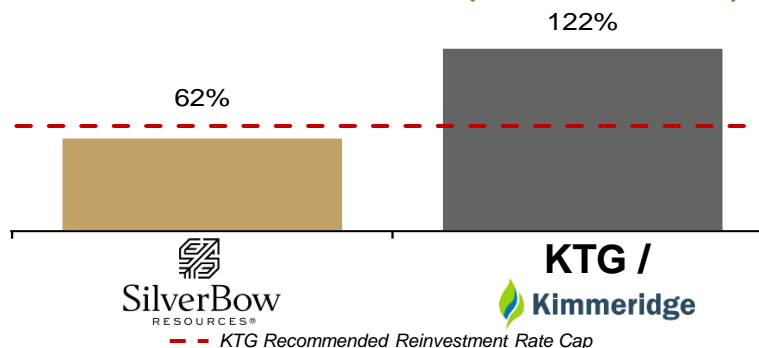 122%
62%
KTG /
SilverBow
RESOURCES®
Kimmeridge
KTG Recommended Reinvestment Rate Cap